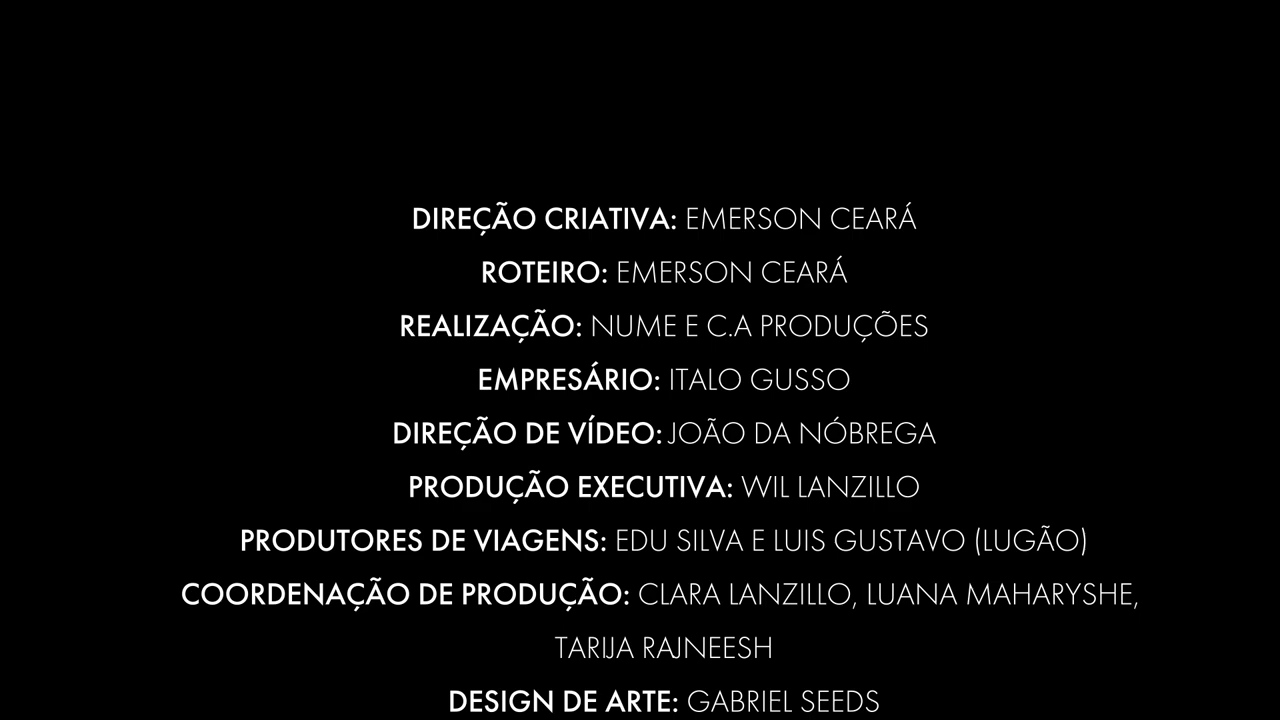 DIREÇÃO CRIATIVA: EMERSON CEARÁ
ROTEIRO: EMERSON CEARÁ
REALIZAÇÃO: NUME E C.A PRODUÇÕES
EMPRESÁRIO: ITALO GUSSO
DIREÇÃO DE VÍDEO: JOÃO DA NÓBREGA
PRODUÇÃO EXECUTIVA: WIL LANZILLO
PRODUTORES DE VIAGENS: EDU SILVA E LUIS GUSTAVO (LUGÃO)
COORDENAÇÃO DE PRODUÇÃO: CLARA LANZILLO, LUANA MAHARYSHE,
TARIJA RAJNEESH
DESIGN DE ARTE: GABRIEL SEEDS